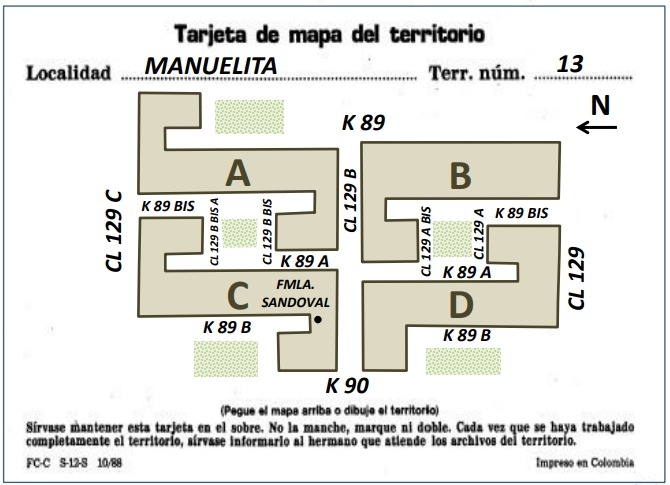 Tarjeta de mapa del territorio
Localidad MANUELITA Terr. núm. 13
N
K 89
A
B
CL 129 C
K 89 BIS
CL 129 B BIS A
CL 129 B BIS
CL 129 B
CL 129 A BIS
CL 129 A
K 89 BIS
K 89 A
K 89 A
CL 129
C
FMLA.
SANDOVAL
D
K 89 B
K 89 B
K 90
(Pegue el mapa arriba o dibuje el territorio)
Sírvase mantener esta tarjeta en el sobre. No la manche, marque ni doble. Cada vez que se haya trabajado
completamente el territorio, sírvase informarlo al hermano que atiende los archivos del territorio.
FC-C S-12-S 10/88 Impreso en Colombia